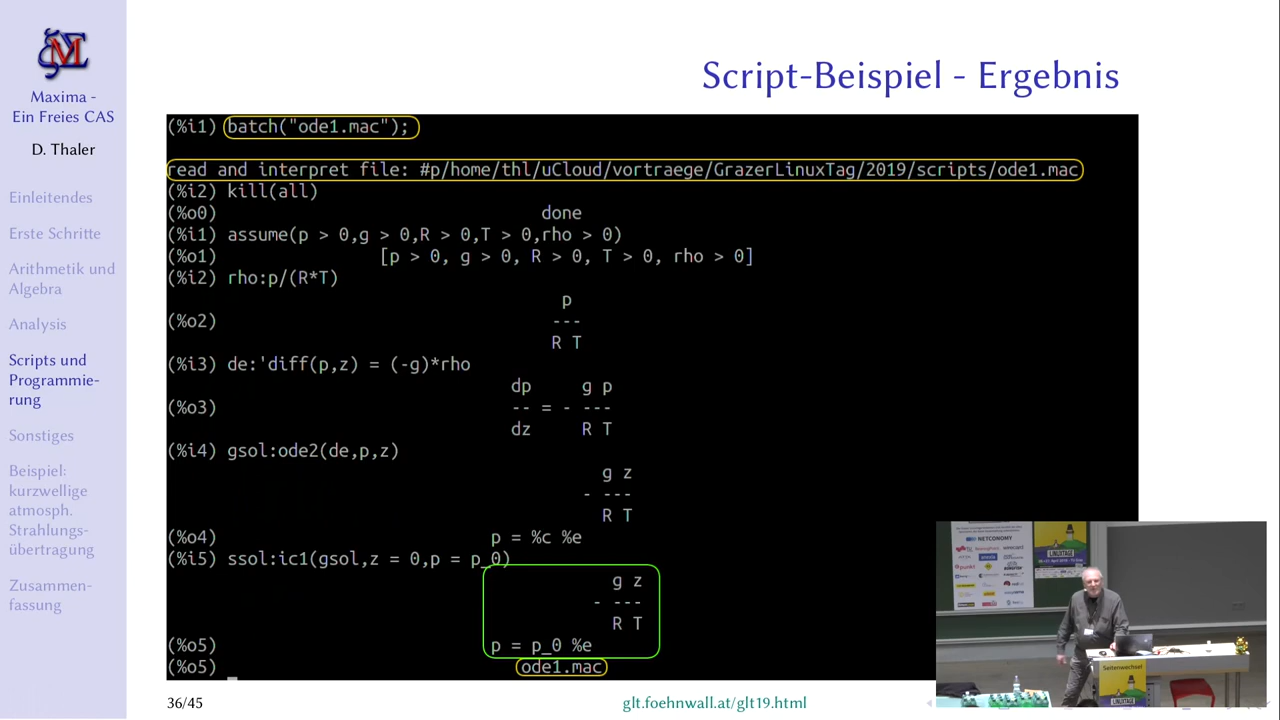 Maxima -
Ein Freies CAS
D. Thaler
Einleitendes
Erste Schritte
Arithmetik und
Algebra
Analysis
Scripts und
Programmie-
rung
Sonstiges
Beispiel:
kurzwellige
atmosph.
Strahlungs-
übertragung
Zusammen-
fassung
Script-Beispiel - Ergebnis
(%i1) batch("ode1.mac");
read and interpret file: #p/home/thl/uCloud/vortraege/GrazerLinuxTag/2019/scripts/ode1.mac
(%i2) kill(all)
(%o0) done
(%i1) assume(p > 0,g > 0,R > 0,T > 0,rho > 0)
(%o1) [p > 0, g > 0, R > 0, T > 0, rho > 0]
(%i2) rho:p/(R*T)
p
(%o2) ---
R T
(%i3) de:'diff(p,z) = (-g)*rho
dp g p
(%o3) -- = - ---
dz R T
(%i4) gsol:ode2(de,p,z)
g z
- ---
R T
(%o4) p = %c %e
(%i5) ssol:ic1(gsol,z = 0,p = p_0)
g z
- ---
R T
(%o5) p = p_0 %e
(%o5) ode1.mac
NETCONOMY
LINUXTAGE
Seitenwechsel
LINUXTAGE
36/45
glt.foehnwall.at/glt19.html